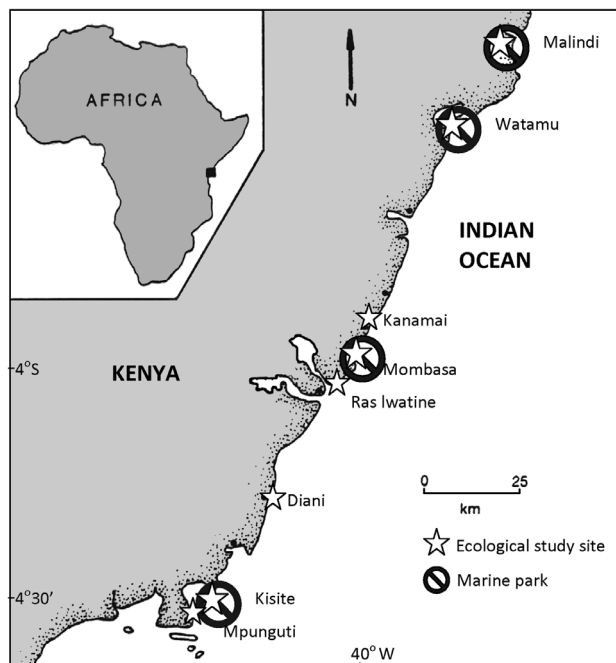 AFRICA
N
Malindi
Watamu
INDIAN
OCEAN
Kanamai
4°S
KENYA
Mombasa
Ras Iwatine
0
25
km
Diani
Ecological study site
Marine park
4°30'
Kisite
Mpunguti
40°W